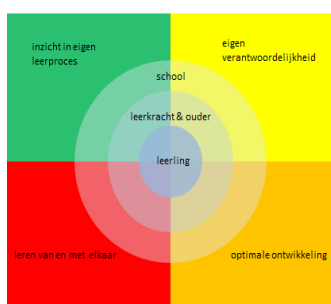 inzicht in eigen
leerproces
eigen
verantwoordelijkheid
school
leerkracht & ouder
leerling
leren van en met elkaar
optimale ontwikkeling